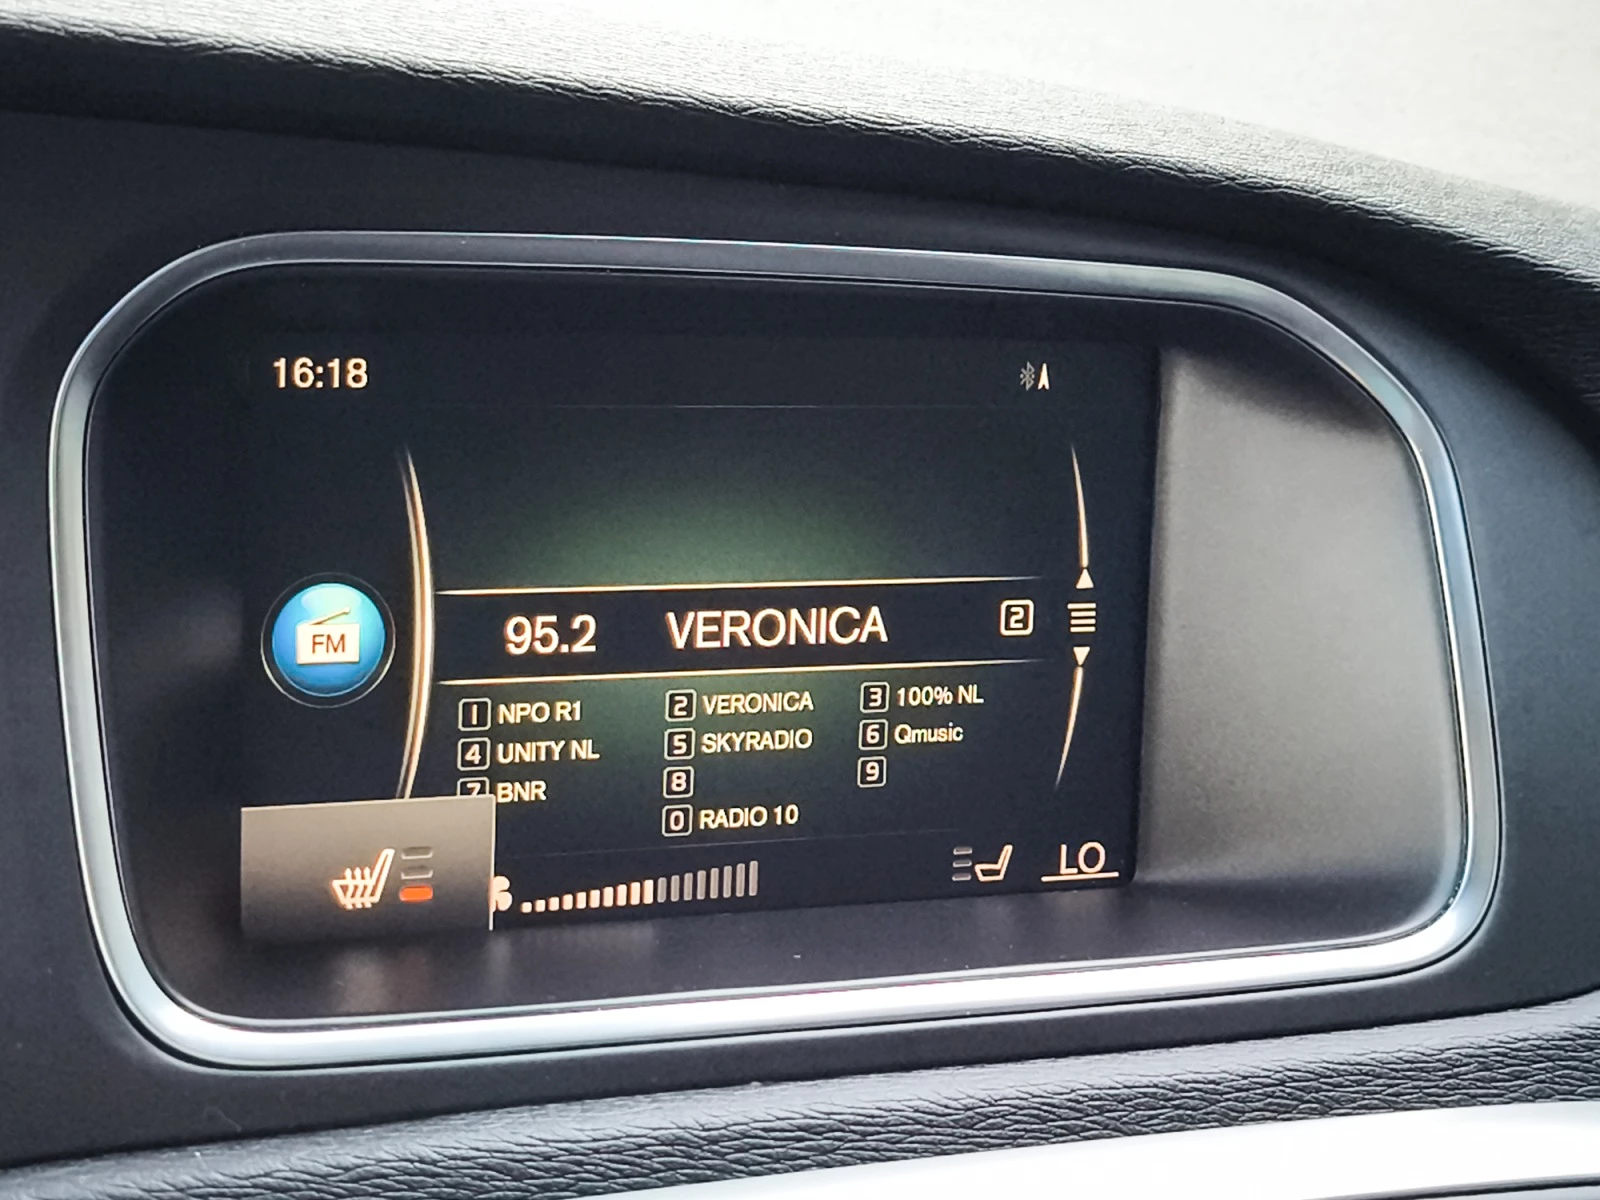 16:18
FM
95.2 VERONICA 2
1 NPO R1 2 VERONICA 3 100% NL
4 UNITY NL 5 SKYRADIO 6 Qmusic
7 BNR 8 9
0 RADIO 10
LO